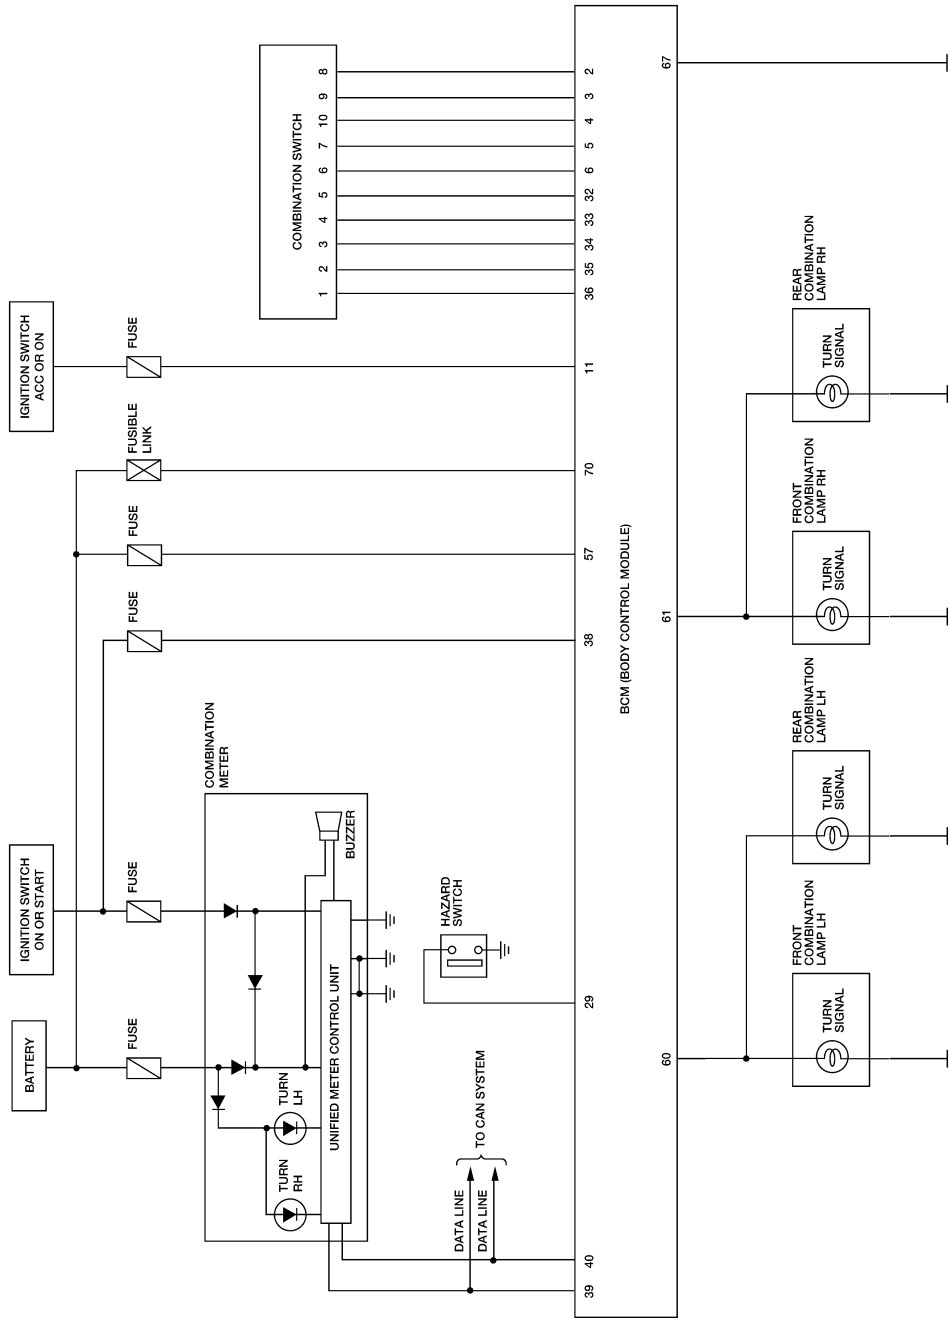 BATTERY
IGNITION SWITCH
ON OR START
IGNITION SWITCH
ACC OR ON
FUSE
FUSE
FUSE
FUSE
FUSIBLE
LINK
FUSE
COMBINATION
METER
TURN
RH
TURN
LH
UNIFIED METER CONTROL UNIT
BUZZER
COMBINATION SWITCH
1
2
3
4
5
6
7
10
9
8
DATA LINE
DATA LINE
TO CAN SYSTEM
HAZARD
SWITCH
39
40
29
38
57
70
11
36
35
34
33
32
6
5
4
3
2
BCM (BODY CONTROL MODULE)
60
61
67
FRONT
COMBINATION
LAMP LH
TURN
SIGNAL
REAR
COMBINATION
LAMP LH
TURN
SIGNAL
FRONT
COMBINATION
LAMP RH
TURN
SIGNAL
REAR
COMBINATION
LAMP RH
TURN
SIGNAL